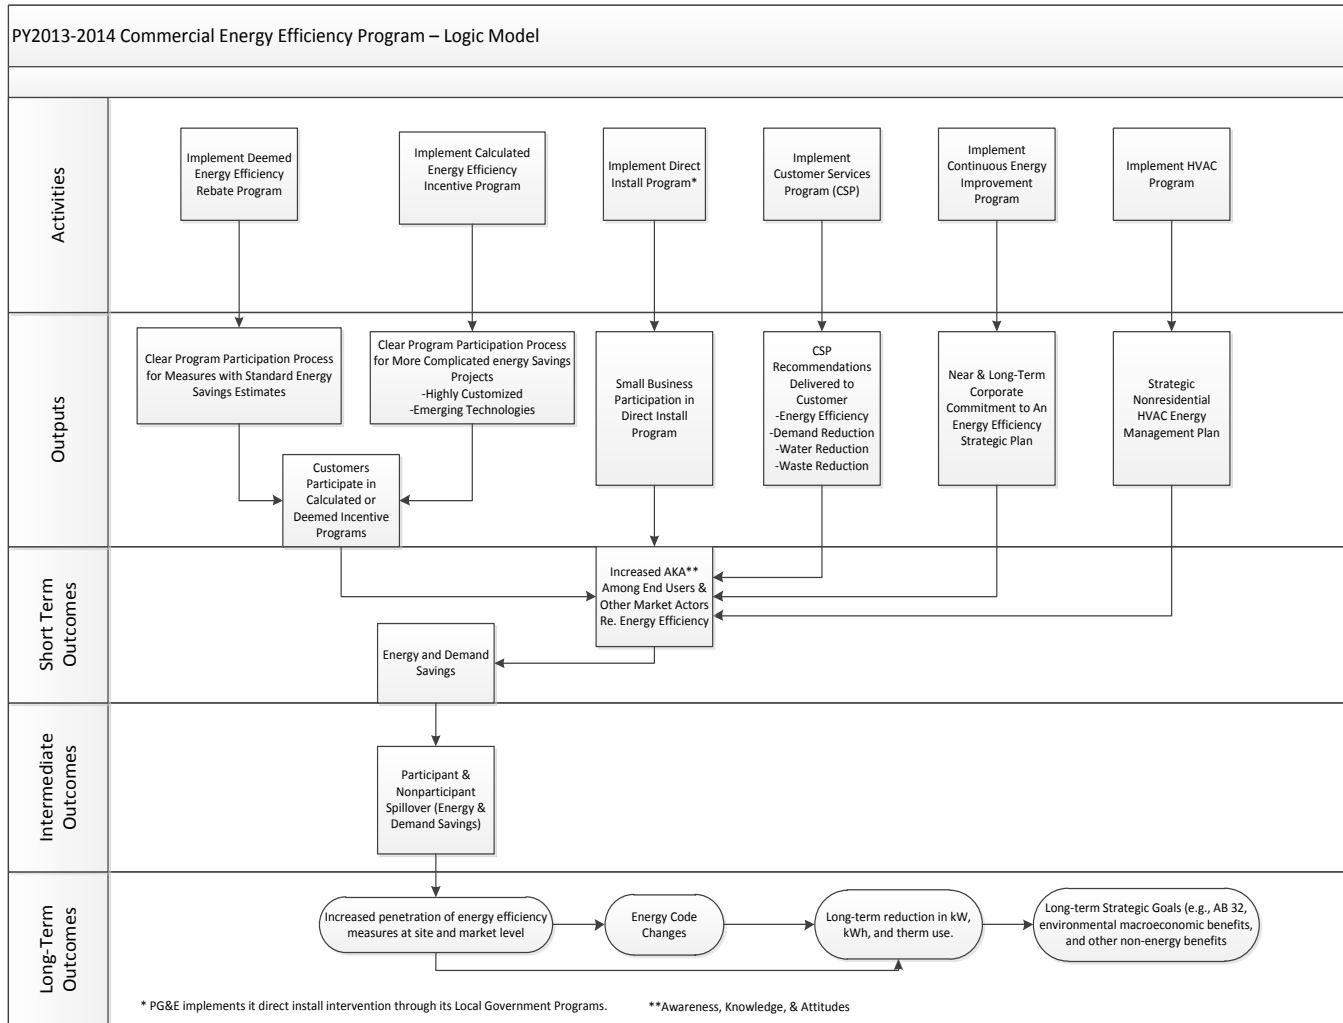 PY2013-2014 Commercial Energy Efficiency Program – Logic Model
Activities
Implement Deemed
Energy Efficiency
Rebate Program
Implement Calculated
Energy Efficiency
Incentive Program
Implement Direct
Install Program*
Implement
Customer Services
Program (CSP)
Implement
Continuous Energy
Improvement
Program
Implement HVAC
Program
Outputs
Clear Program Participation Process
for Measures with Standard Energy
Savings Estimates
Clear Program Participation Process
for More Complicated energy Savings
Projects
-Highly Customized
-Emerging Technologies
Small Business
Participation in
Direct Install
Program
CSP
Recommendations
Delivered to
Customer
-Energy Efficiency
-Demand Reduction
-Water Reduction
-Waste Reduction
Near & Long-Term
Corporate
Commitment to An
Energy Efficiency
Strategic Plan
Strategic
Nonresidential
HVAC Energy
Management Plan
Customers
Participate in
Calculated or
Deemed Incentive
Programs
Short Term
Outcomes
Increased AKA**
Among End Users &
Other Market Actors
Re. Energy Efficiency
Energy and Demand
Savings
Intermediate
Outcomes
Participant &
Nonparticipant
Spillover (Energy &
Demand Savings)
Long-Term
Outcomes
Increased penetration of energy efficiency
measures at site and market level
Energy Code
Changes
Long-term reduction in kW,
kWh, and therm use.
Long-term Strategic Goals (e.g., AB 32,
environmental macroeconomic benefits,
and other non-energy benefits
* PG&E implements it direct install intervention through its Local Government Programs.
**Awareness, Knowledge, & Attitudes